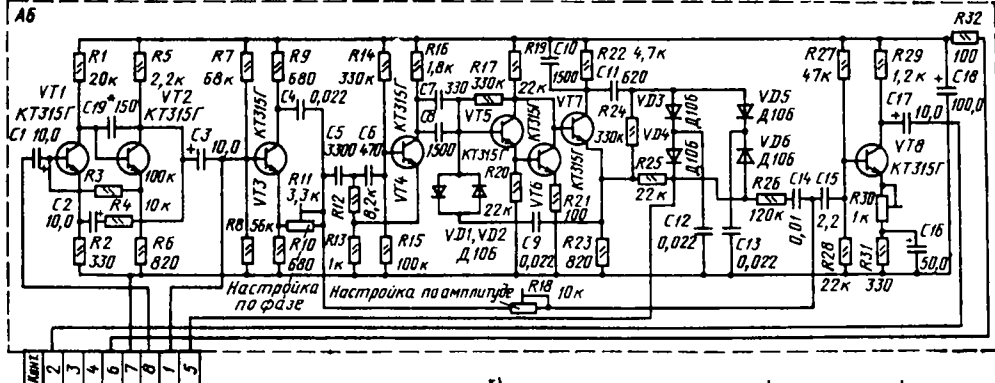 А6
R1
20к
R5
2,2к
R7
68к
R9
680
R14
330к
R16
1,8к
R17
330к
R19
22к
C10
1500
R22 4,7к
C11
620
R27
47к
R29
1,2к
R32
100
C18
100,0
VT1
КТ315Г
C19* 150
VT2
КТ315Г
C1 10,0
C3
10,0
КТ315Г
C4
0,022
C5
3300
C6
470
КТ315Г
C7
330
C8
1500
VT5
КТ315Г
КТ315Г
VT7
КТ315Г
R24
330к
VD3
Д106
VD4
Д106
VD5
Д106
VD6
Д106
C17
10,0
VT8
КТ315Г
R3
100к
10к
R4
C2
10,0
R2
330
R6
820
VT3
R11
3,3к
R12
8,2к
VT4
R20
22к
VT6
R21
100
R25
22к
R26
120к
C14
0,01
C15
2,2
R30
1к
R8 56к
R10
680
R13
1к
R15
100к
VD1, VD2
Д106
C9
0,022
R23
820
C12
0,022
C13
0,022
R28
22к
R31
330
C16
50,0
Настройка
по фазе
Настройка по амплитуде
R18
10к
Конт.
2
3
4
6
7
8
1
5